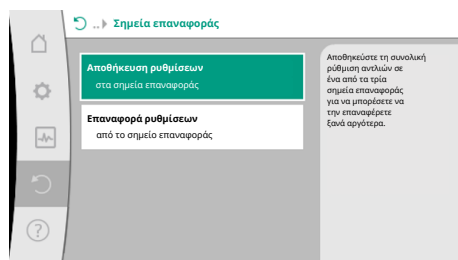 ..▸ Σημεία επαναφοράς
Αποθήκευση ρυθμίσεων
στα σημεία επαναφοράς
Επαναφορά ρυθμίσεων
από το σημείο επαναφοράς
Αποθηκεύστε τη συνολική
ρύθμιση αντλιών σε
ένα από τα τρία
σημεία επαναφοράς
για να μπορέσετε να
την επαναφέρετε
ξανά αργότερα.
?